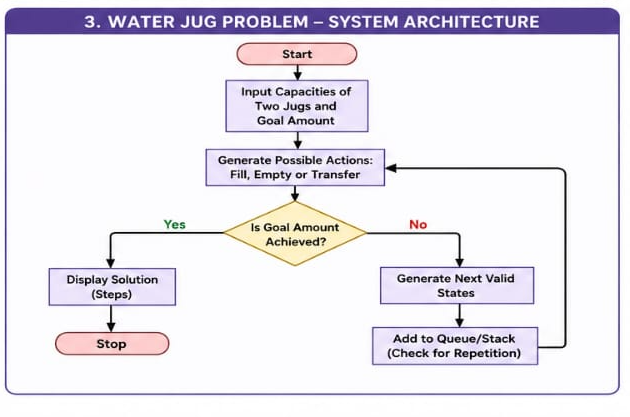 3. WATER JUG PROBLEM – SYSTEM ARCHITECTURE
Start
Input Capacities of
Two Jugs and
Goal Amount
Generate Possible Actions:
Fill, Empty or Transfer
Is Goal Amount
Achieved?
Yes
No
Display Solution
(Steps)
Stop
Generate Next Valid
States
Add to Queue/Stack
(Check for Repetition)